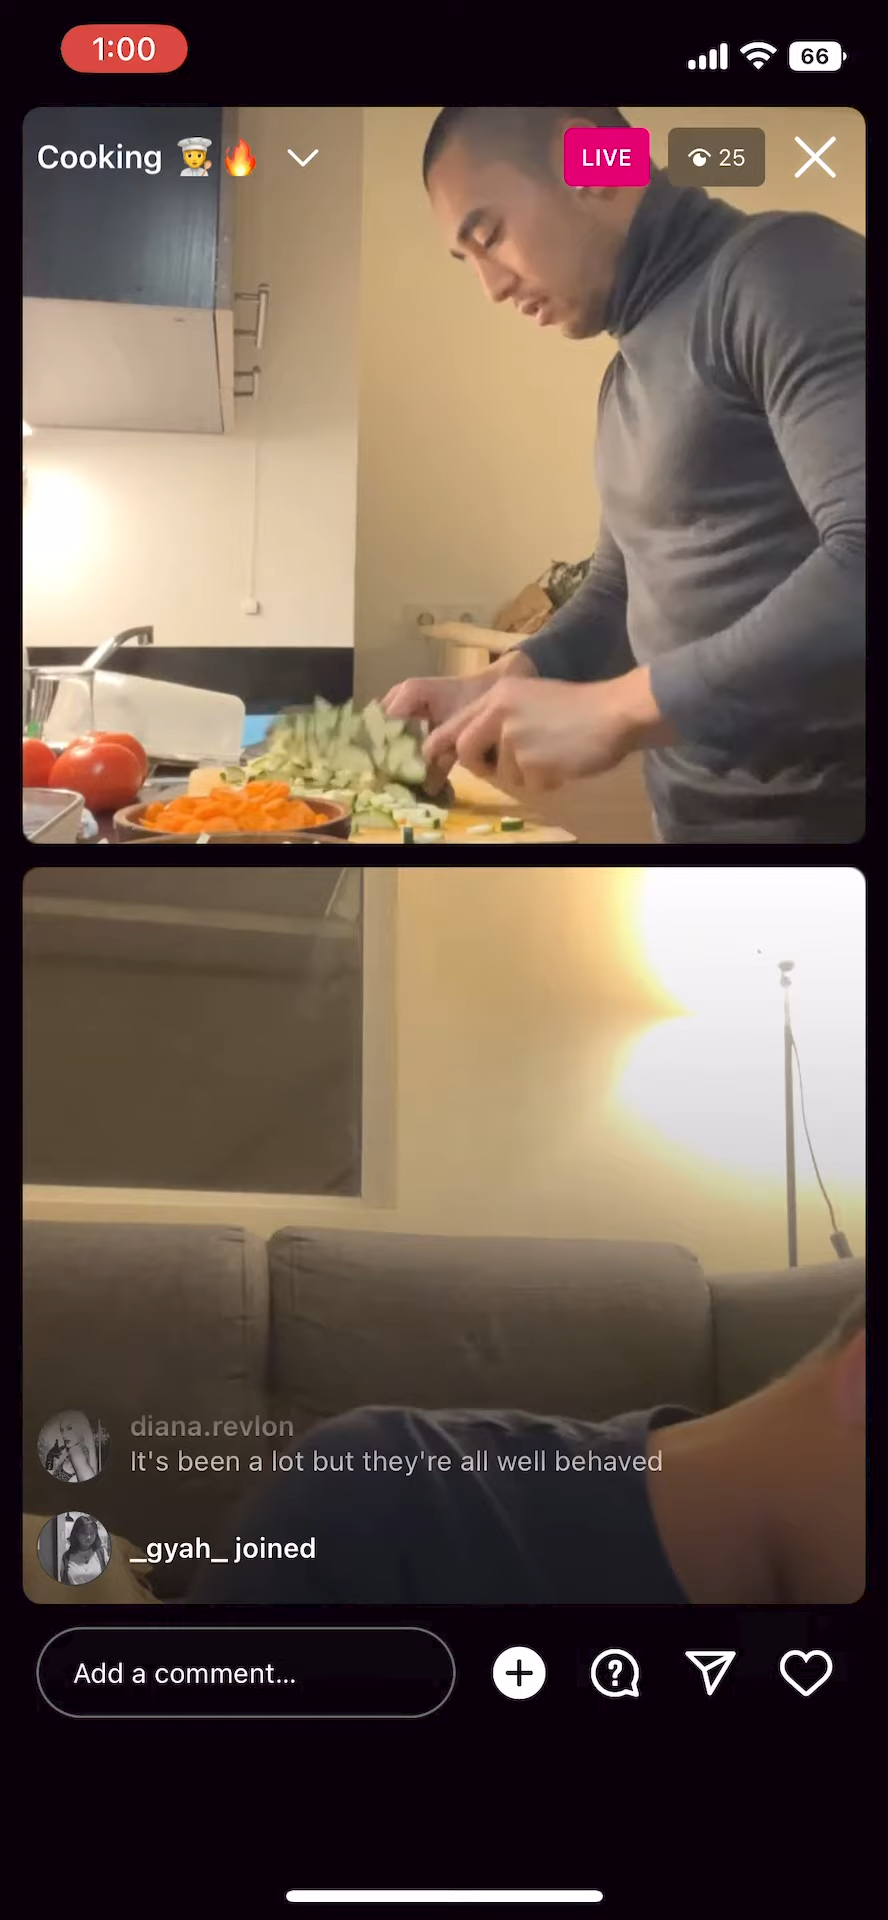 1:00
66
Cooking 👩‍🍳🔥
LIVE
25
diana.revlon
It's been a lot but they're all well behaved
_gyah_ joined
Add a comment...